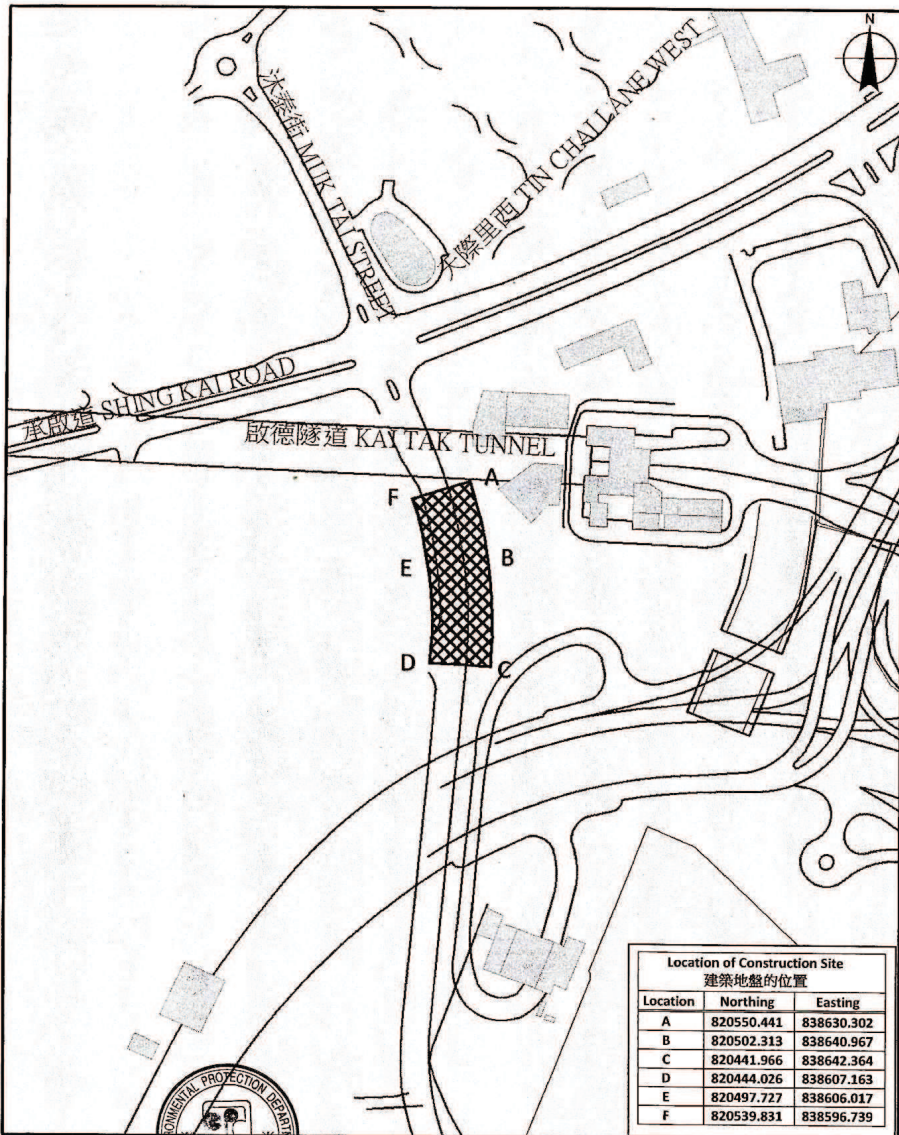 N
沐泰街 MUK TAI STREET
天際里西 TIN CHAI LANE WEST
承啟道 SHING KAI ROAD
啟德隧道 KAI TAK TUNNEL
A
F
B
E
D
C
Location of Construction Site
建築地盤的位置
Location Northing Easting
A 820550.441 838630.302
B 820502.313 838640.967
C 820441.966 838642.364
D 820444.026 838607.163
E 820497.727 838606.017
F 820539.831 838596.739
PROTECTION